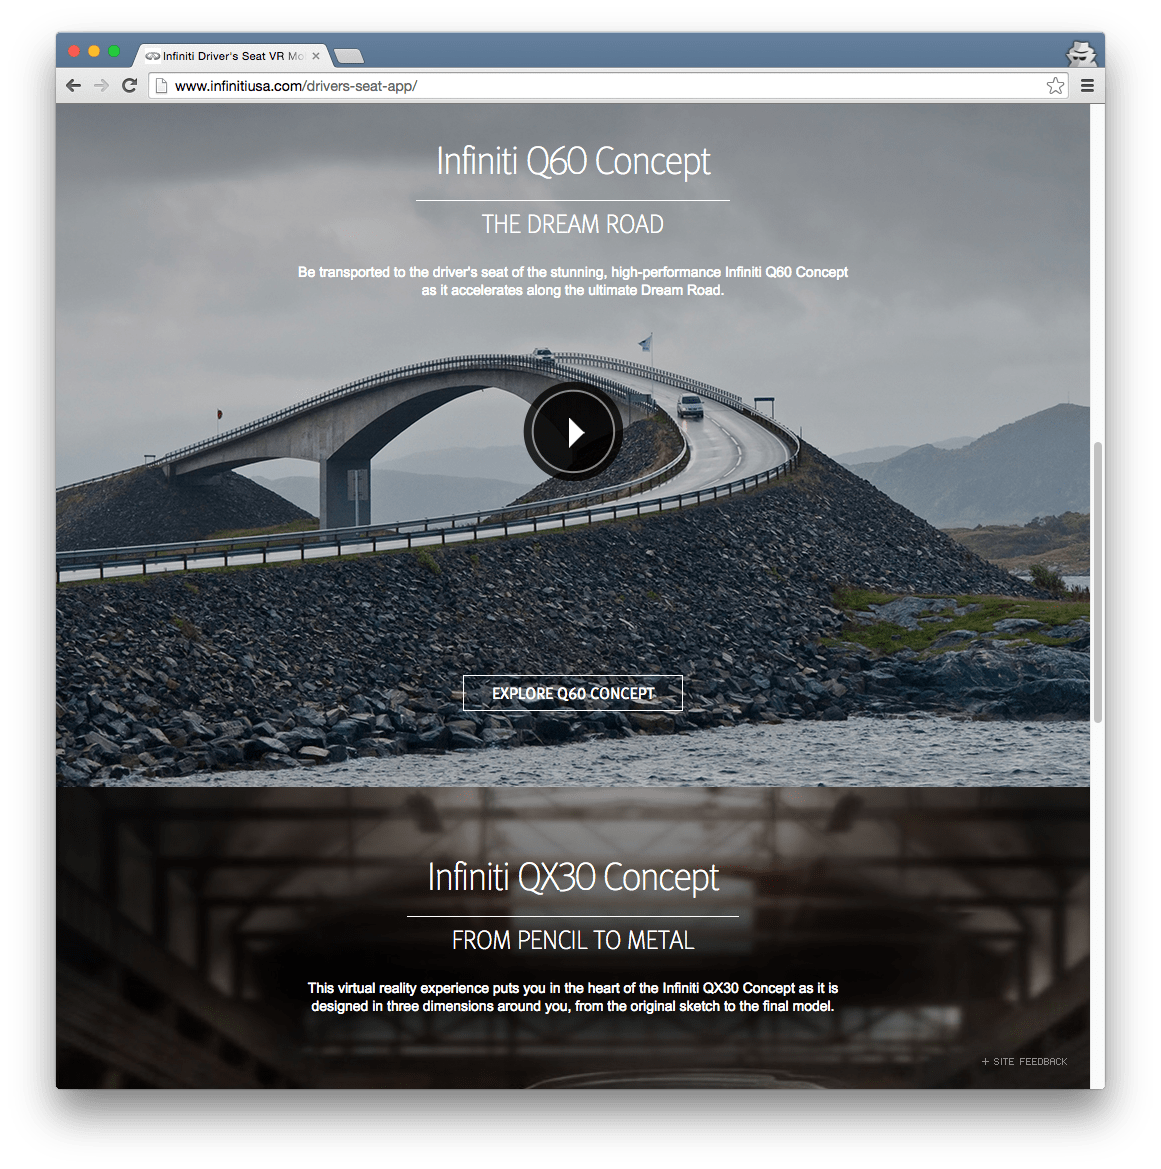 Infiniti Driver's Seat VR Mo
www.infinitiusa.com/drivers-seat-app/
Infiniti Q60 Concept
THE DREAM ROAD
Be transported to the driver's seat of the stunning, high-performance Infiniti Q60 Concept
as it accelerates along the ultimate Dream Road.
EXPLORE Q60 CONCEPT
Infiniti QX30 Concept
FROM PENCIL TO METAL
This virtual reality experience puts you in the heart of the Infiniti QX30 Concept as it is
designed in three dimensions around you, from the original sketch to the final model.
+ SITE FEEDBACK